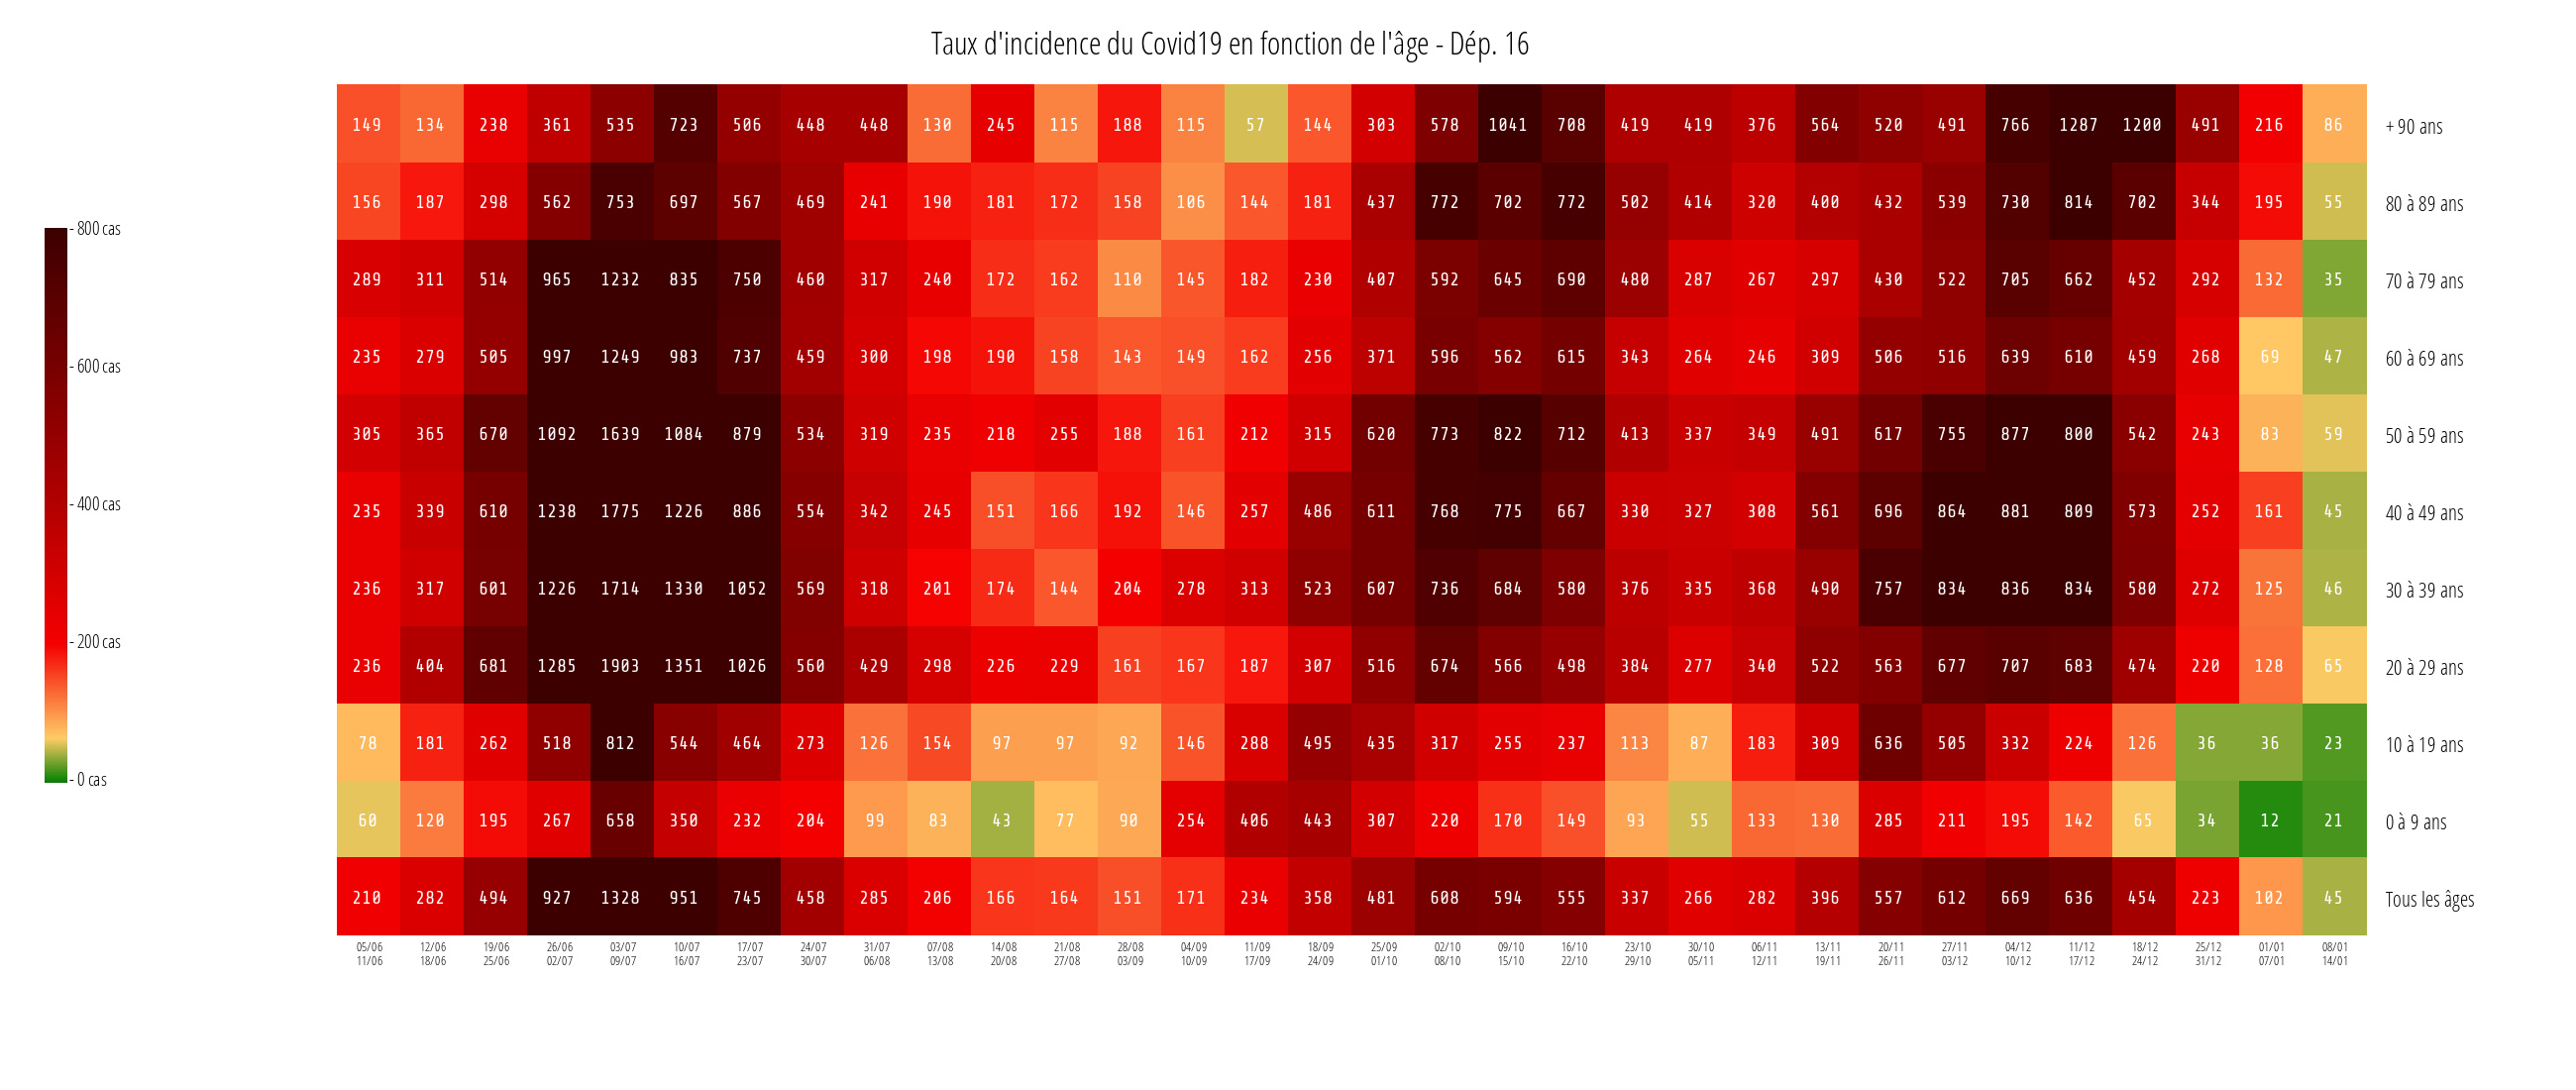 Taux d'incidence du Covid19 en fonction de l'âge - Dép. 16
149 134 238 361 535 723 506 448 448 130 245 115 188 115 57 144 303 578 1041 708 419 419 376 564 520 491 766 1287 1200 491 216 86 + 90 ans
156 187 298 562 753 697 567 469 241 190 181 172 158 106 144 181 437 772 702 772 502 414 320 400 432 539 730 814 702 344 195 55 80 à 89 ans
289 311 514 965 1232 835 750 460 317 240 172 162 110 145 182 230 407 592 645 690 480 287 267 297 430 522 705 662 452 292 132 35 70 à 79 ans
235 279 505 997 1249 983 737 459 300 198 190 158 143 149 162 256 371 596 562 615 343 264 246 309 506 516 639 610 459 268 69 47 60 à 69 ans
305 365 670 1092 1639 1084 879 534 319 235 218 255 188 161 212 315 620 773 822 712 413 337 349 491 617 755 877 800 542 243 83 59 50 à 59 ans
235 339 610 1238 1775 1226 886 554 342 245 151 166 192 146 257 486 611 768 775 667 330 327 308 561 696 864 881 809 573 252 161 45 40 à 49 ans
236 317 601 1226 1714 1330 1052 569 318 201 174 144 204 278 313 523 607 736 684 580 376 335 368 490 757 834 836 834 580 272 125 46 30 à 39 ans
236 404 681 1285 1903 1351 1026 560 429 298 226 229 161 167 187 307 516 674 566 498 384 277 340 522 563 677 707 683 474 220 128 65 20 à 29 ans
78 181 262 518 812 544 464 273 126 154 97 97 92 146 288 495 435 317 255 237 113 87 183 309 636 505 332 224 126 36 36 23 10 à 19 ans
60 120 195 267 658 350 232 204 99 83 43 77 90 254 406 443 307 220 170 149 93 55 133 130 285 211 195 142 65 34 12 21 0 à 9 ans
210 282 494 927 1328 951 745 458 285 206 166 164 151 171 234 358 481 608 594 555 337 266 282 396 557 612 669 636 454 223 102 45 Tous les âges
05/06 12/06 19/06 26/06 03/07 10/07 17/07 24/07 31/07 07/08 14/08 21/08 28/08 04/09 11/09 18/09 25/09 02/10 09/10 16/10 23/10 30/10 06/11 13/11 20/11 27/11 04/12 11/12 18/12 25/12 01/01 08/01
11/06 18/06 25/06 02/07 09/07 16/07 23/07 30/07 06/08 13/08 20/08 27/08 03/09 10/09 17/09 24/09 01/10 08/10 15/10 22/10 29/10 05/11 12/11 19/11 26/11 03/12 10/12 17/12 24/12 31/12 07/01 14/01
- 800 cas
- 600 cas
- 400 cas
- 200 cas
- 0 cas